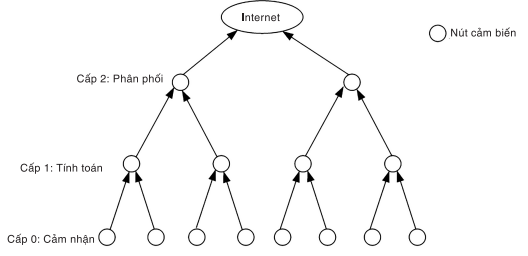 Internet
Nút cảm biến
Cấp 2: Phân phối
Cấp 1: Tính toán
Cấp 0: Cảm nhận